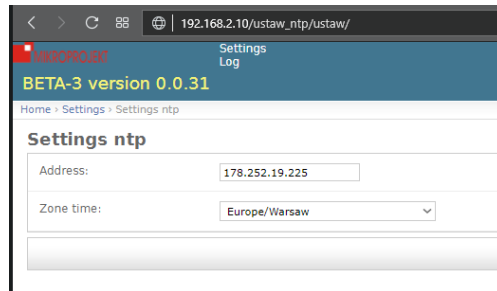 192.168.2.10/ustaw_ntp/ustaw/
MIKROPROJEKT
Settings
Log
BETA-3 version 0.0.31
Home › Settings › Settings ntp
Settings ntp
Address:
178.252.19.225
Zone time:
Europe/Warsaw